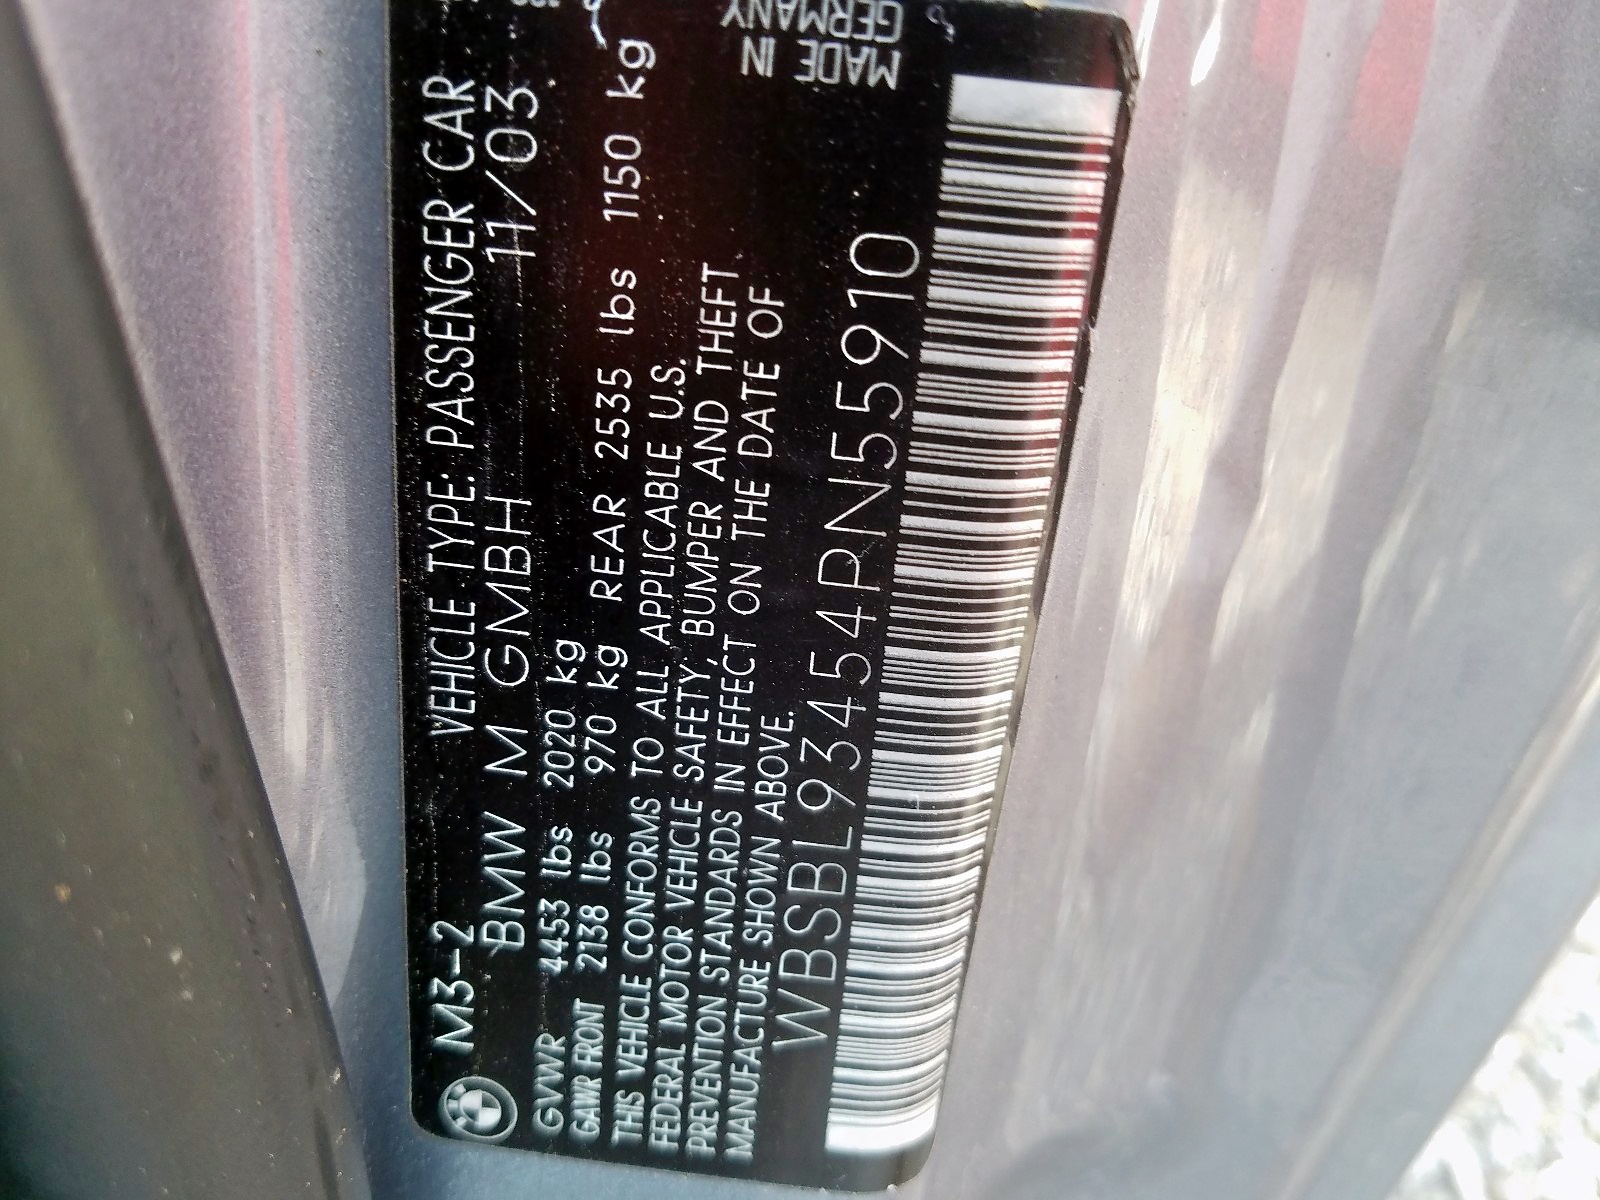 M3-2 VEHICLE TYPE: PASSENGER CAR
BMW M GMBH 11/03
GVWR 4453 lbs 2020 kg
GAWR FRONT 2138 lbs 970 kg REAR 2535 lbs 1150 kg
THIS VEHICLE CONFORMS TO ALL APPLICABLE U.S.
FEDERAL MOTOR VEHICLE SAFETY, BUMPER AND THEFT
PREVENTION STANDARDS IN EFFECT ON THE DATE OF
MANUFACTURE SHOWN ABOVE.
WBSBL93454PN55910
MADE IN
GERMANY